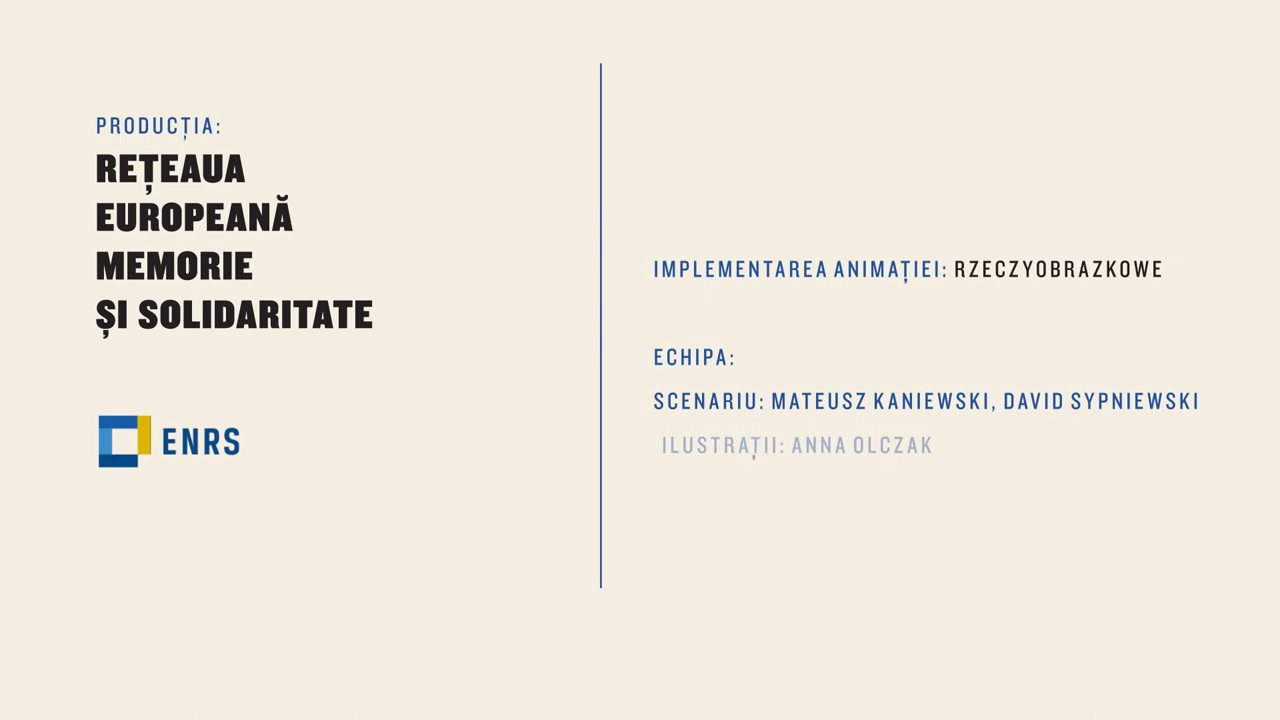 PRODUCȚIA:
REȚEAUA
EUROPEANĂ
MEMORIE
ȘI SOLIDARITATE
ENRS
IMPLEMENTAREA ANIMAȚIEI: RZECZYOBRAZKOWE
ECHIPA:
SCENARIU: MATEUSZ KANIEWSKI, DAVID SYPNIEWSKI
ILUSTRAȚII: ANNA OLCZAK